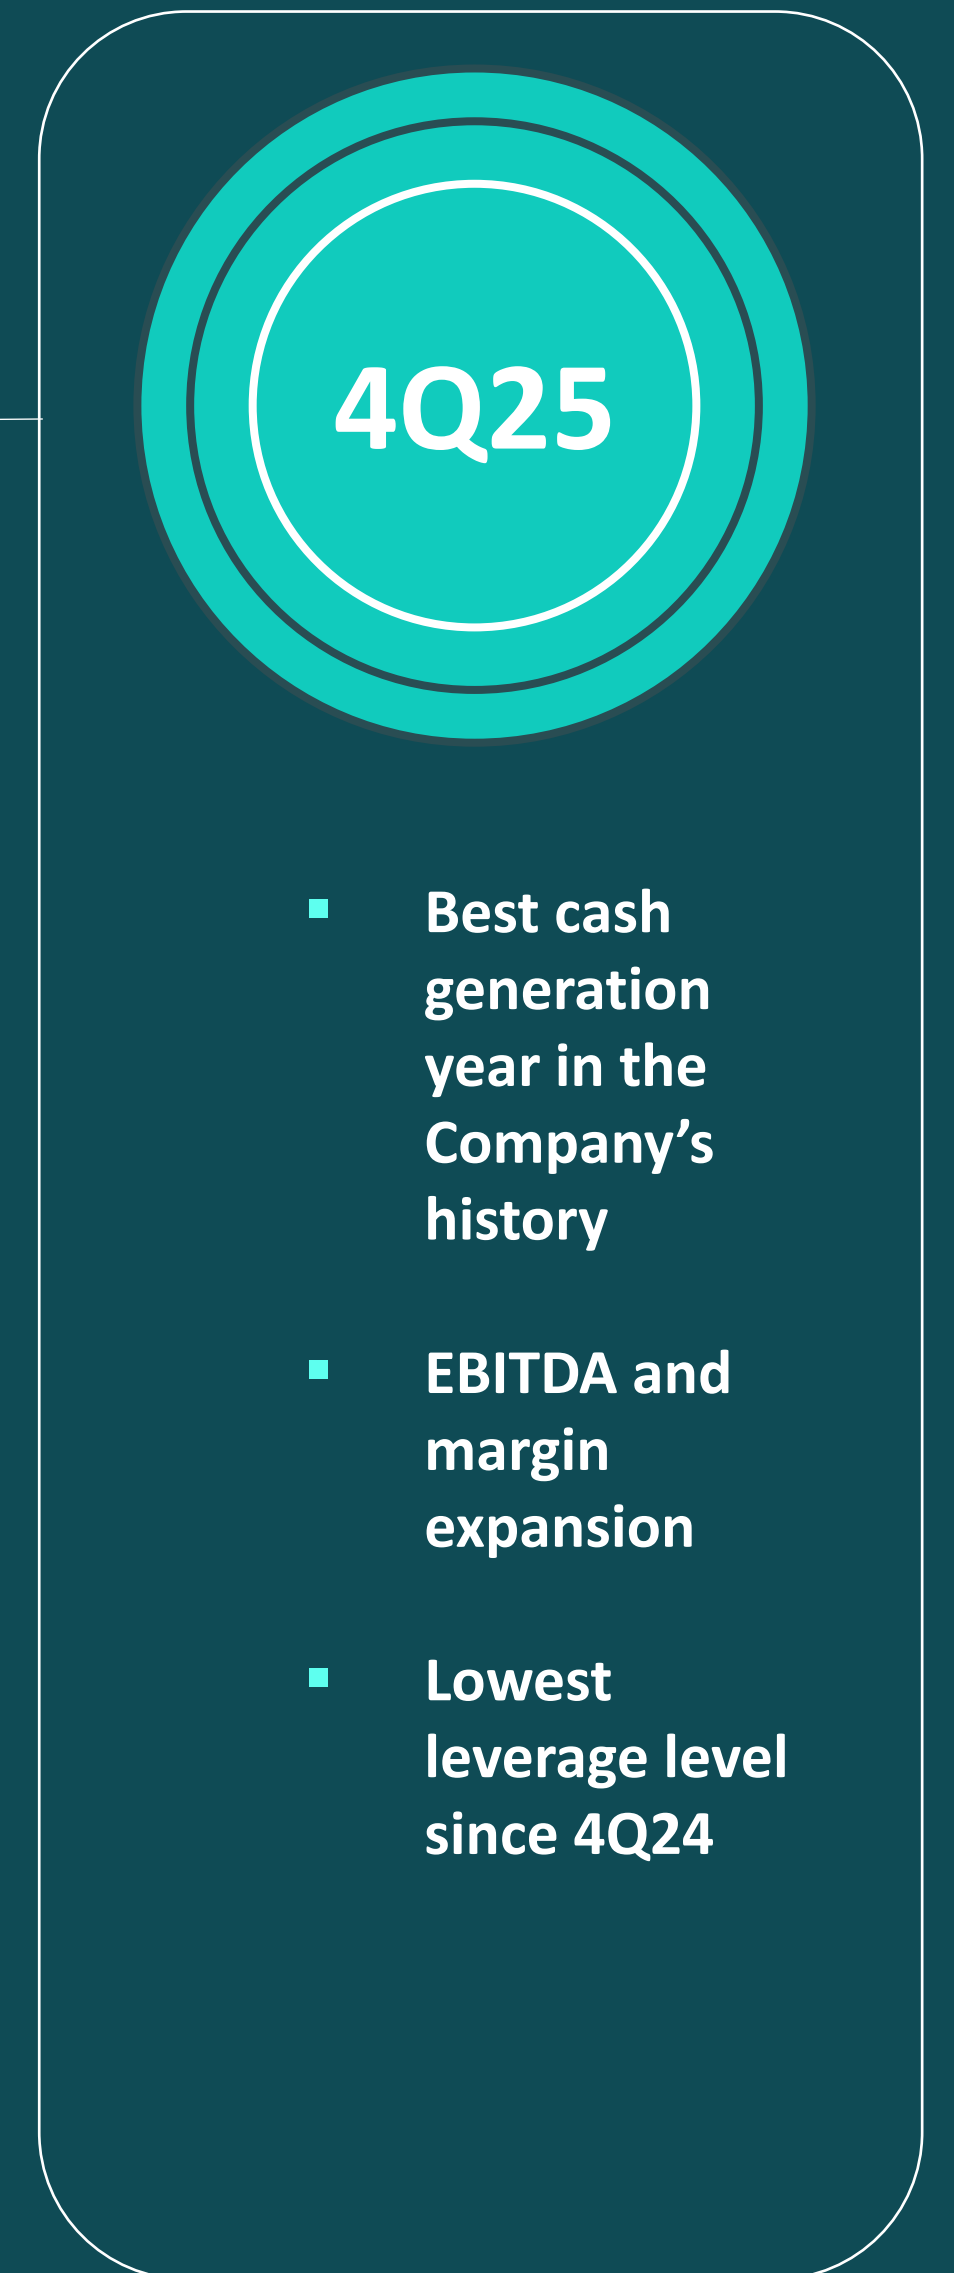 4Q25
Best cash
generation
year in the
Company’s
history
EBITDA and
margin
expansion
Lowest
leverage level
since 4Q24